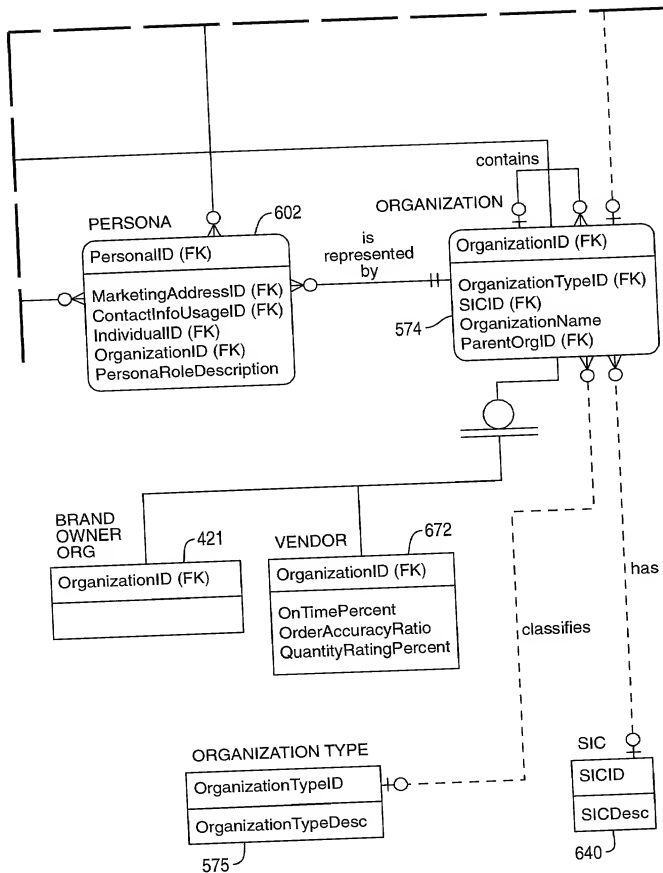 contains
ORGANIZATION
PERSONA
602
is
represented
by
PersonalID (FK)
MarketingAddressID (FK)
ContactInfoUsageID (FK)
IndividualID (FK)
OrganizationID (FK)
PersonaRoleDescription
OrganizationID (FK)
OrganizationTypeID (FK)
SICID (FK)
OrganizationName
ParentOrgID (FK)
574
BRAND
OWNER
ORG
421
OrganizationID (FK)
VENDOR
672
OrganizationID (FK)
OnTimePercent
OrderAccuracyRatio
QuantityRatingPercent
has
classifies
ORGANIZATION TYPE
OrganizationTypeID
OrganizationTypeDesc
575
SIC
SICID
SICDesc
640